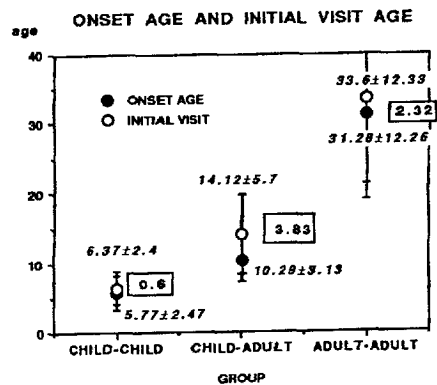 ONSET AGE AND INITIAL VISIT AGE
age
40
33.6±12.33
ONSET AGE
INITIAL VISIT
2.32
30
31.28±12.26
14.12±5.7
20
3.83
6.37±2.4
10
10.29±3.13
0.6
5.77±2.47
0
CHILD-CHILD CHILD-ADULT ADULT-ADULT
GROUP